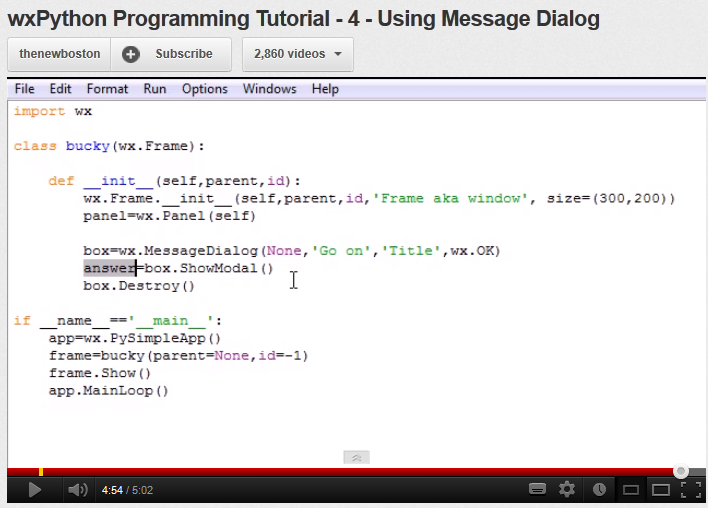 wxPython Programming Tutorial - 4 - Using Message Dialog
thenewboston Subscribe 2,860 videos
File Edit Format Run Options Windows Help
import wx
class bucky(wx.Frame):
def __init__(self,parent,id):
wx.Frame.__init__(self,parent,id,'Frame aka window', size=(300,200))
panel=wx.Panel(self)
box=wx.MessageDialog(None,'Go on','Title',wx.OK)
answer=box.ShowModal()
box.Destroy()
if __name__=='__main__':
app=wx.PySimpleApp()
frame=bucky(parent=None,id=-1)
frame.Show()
app.MainLoop()
4:54 / 5:02